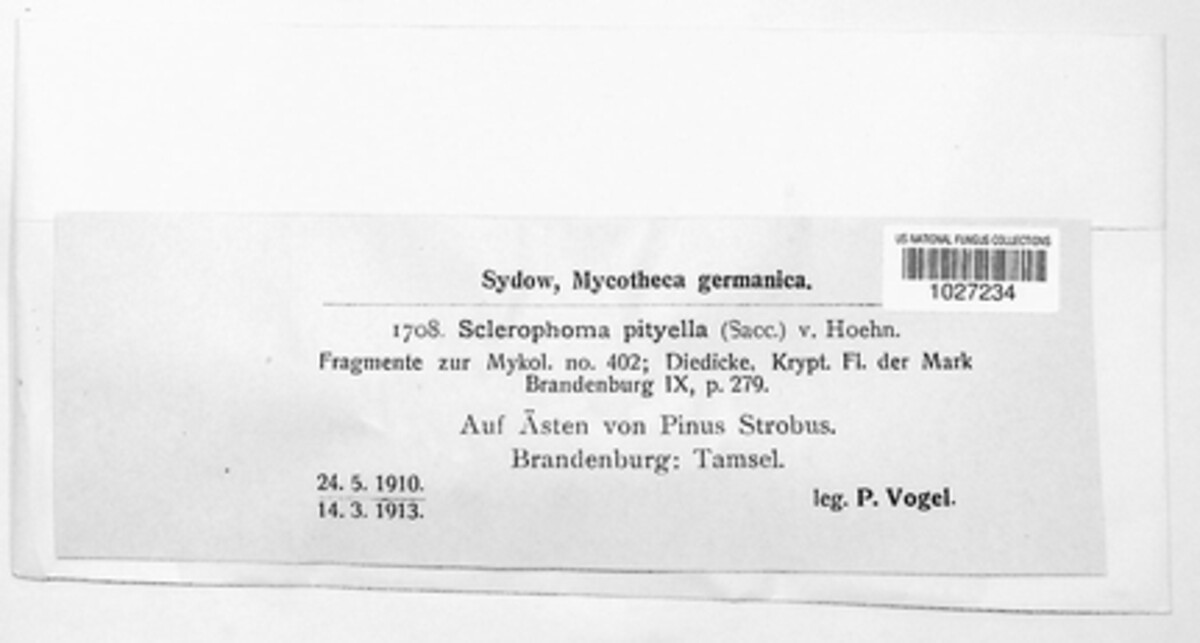 US NATIONAL FUNGUS COLLECTIONS
1027234
Sydow, Mycotheca germanica.
1708. Sclerophoma pityella (Sacc.) v. Hoehn.
Fragmente zur Mykol. no. 402; Diedicke, Krypt. Fl. der Mark
Brandenburg IX, p. 279.
Auf Ästen von Pinus Strobus.
Brandenburg: Tamsel.
24. 5. 1910.
14. 3. 1913.
leg. P. Vogel.